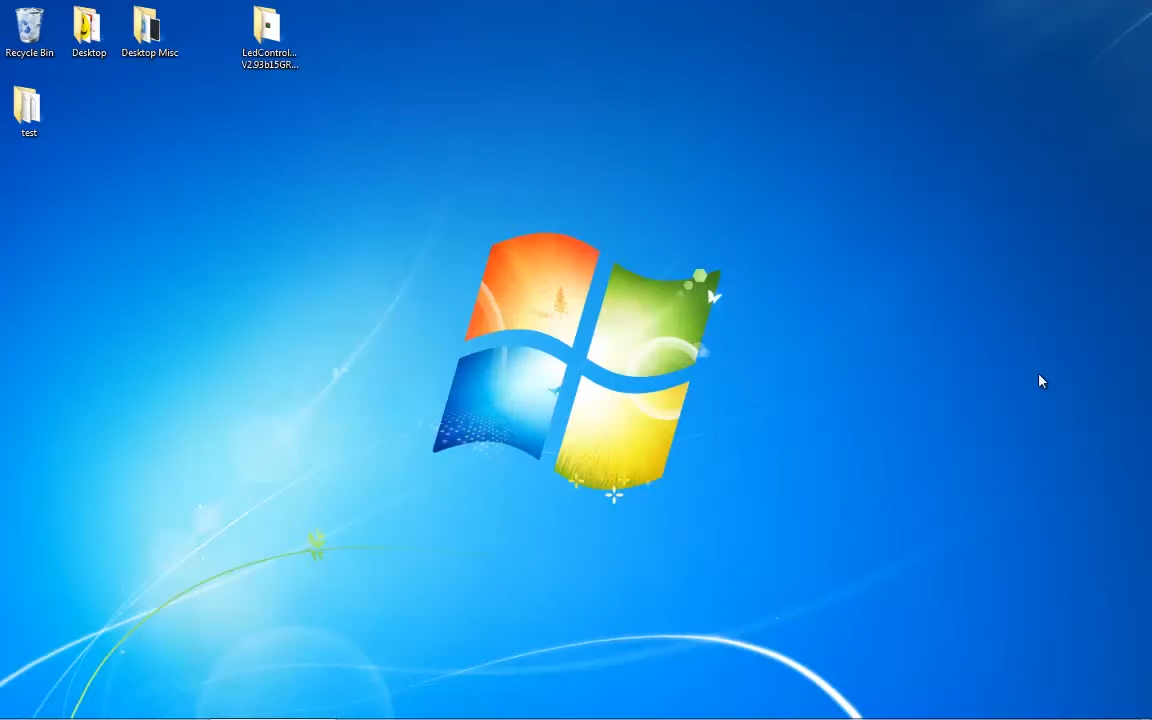 Recycle Bin
Desktop
Desktop Misc
LedControl...
V2.93b15GR...
test